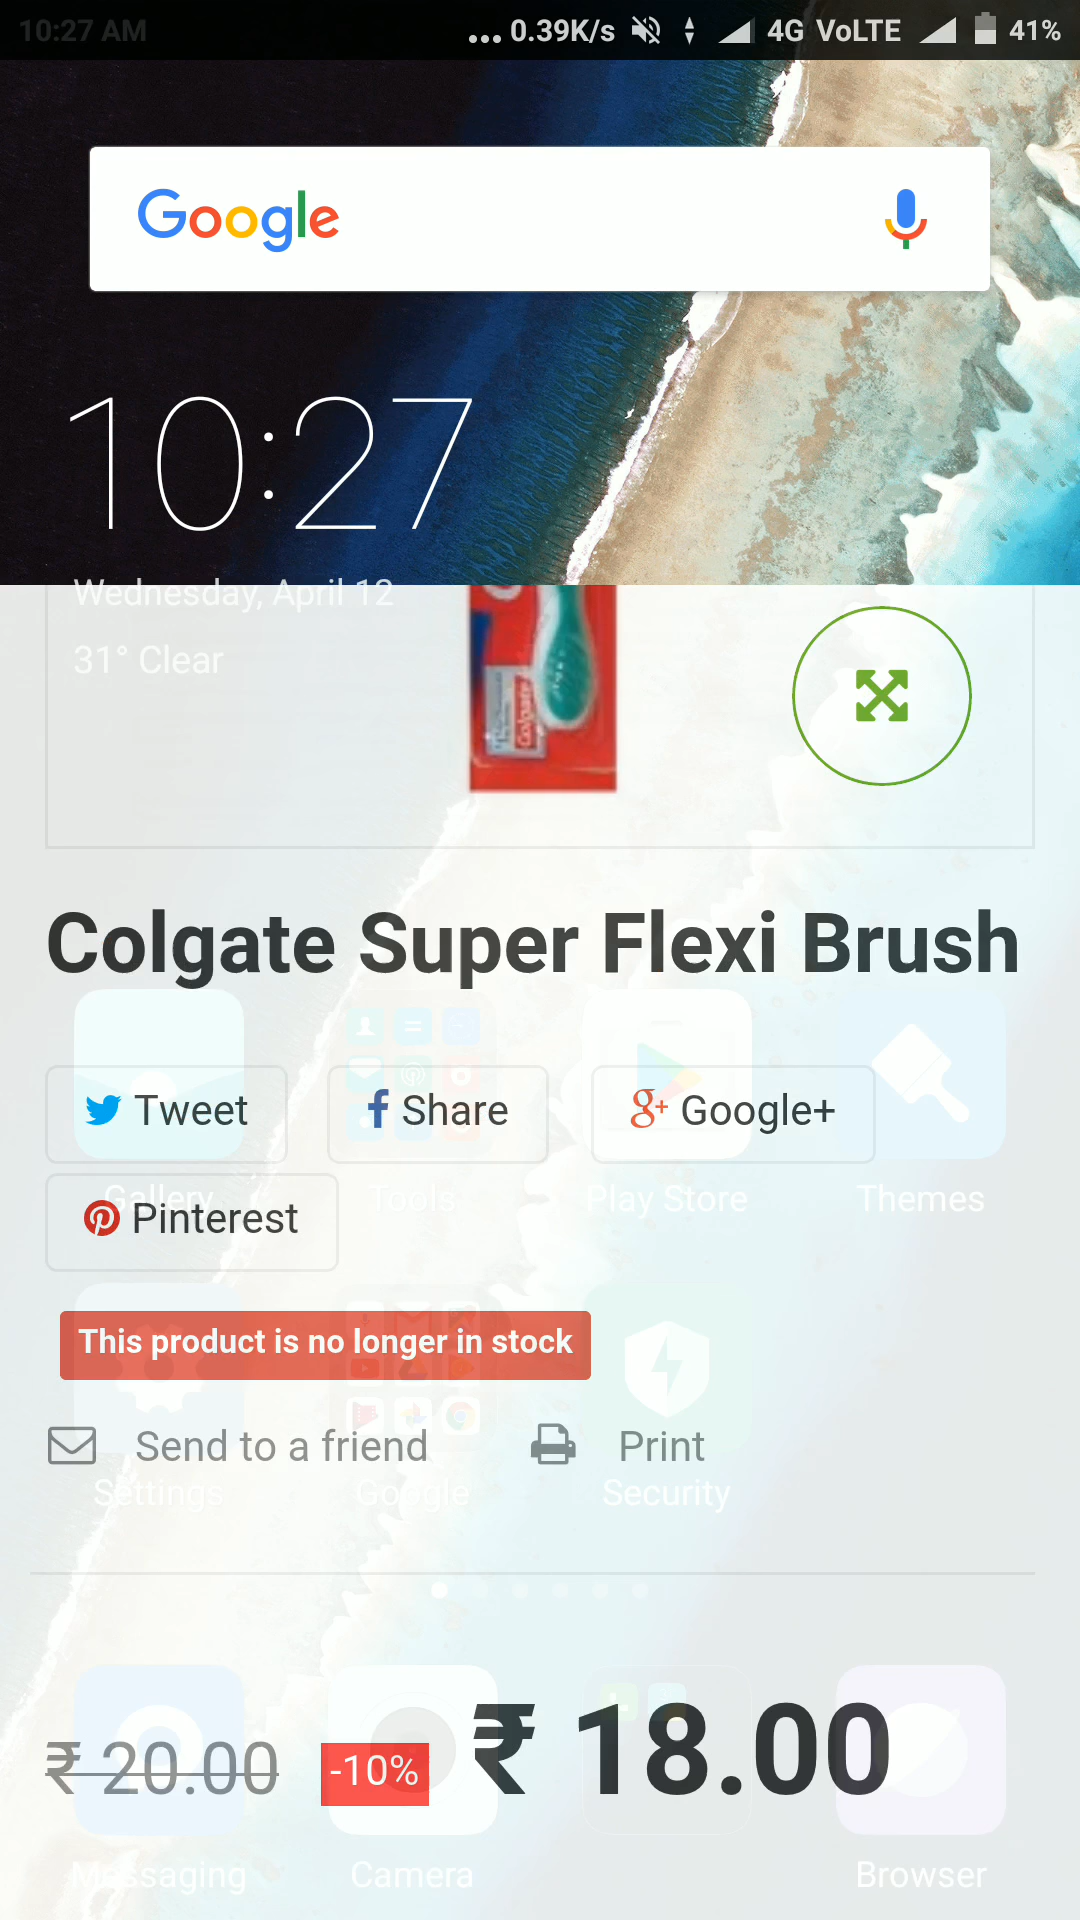 10:27 AM
... 0.39K/s 4G VoLTE 41%
Google
10:27
Wednesday, April 12
31° Clear
Colgate
Colgate Super Flexi Brush
Tweet
Share
Google+
Gallery
Tools
Play Store
Themes
Pinterest
This product is no longer in stock
Send to a friend
Print
Settings
Google
Security
₹ 20.00
-10%
₹ 18.00
Messaging
Camera
Browser